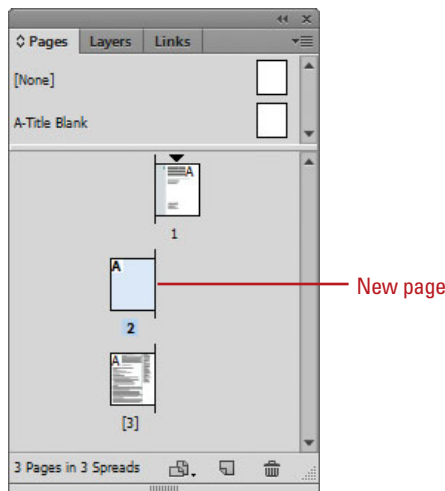 Pages Layers Links
[None]
A-Title Blank
A
1
A
New page
2
A
[3]
3 Pages in 3 Spreads